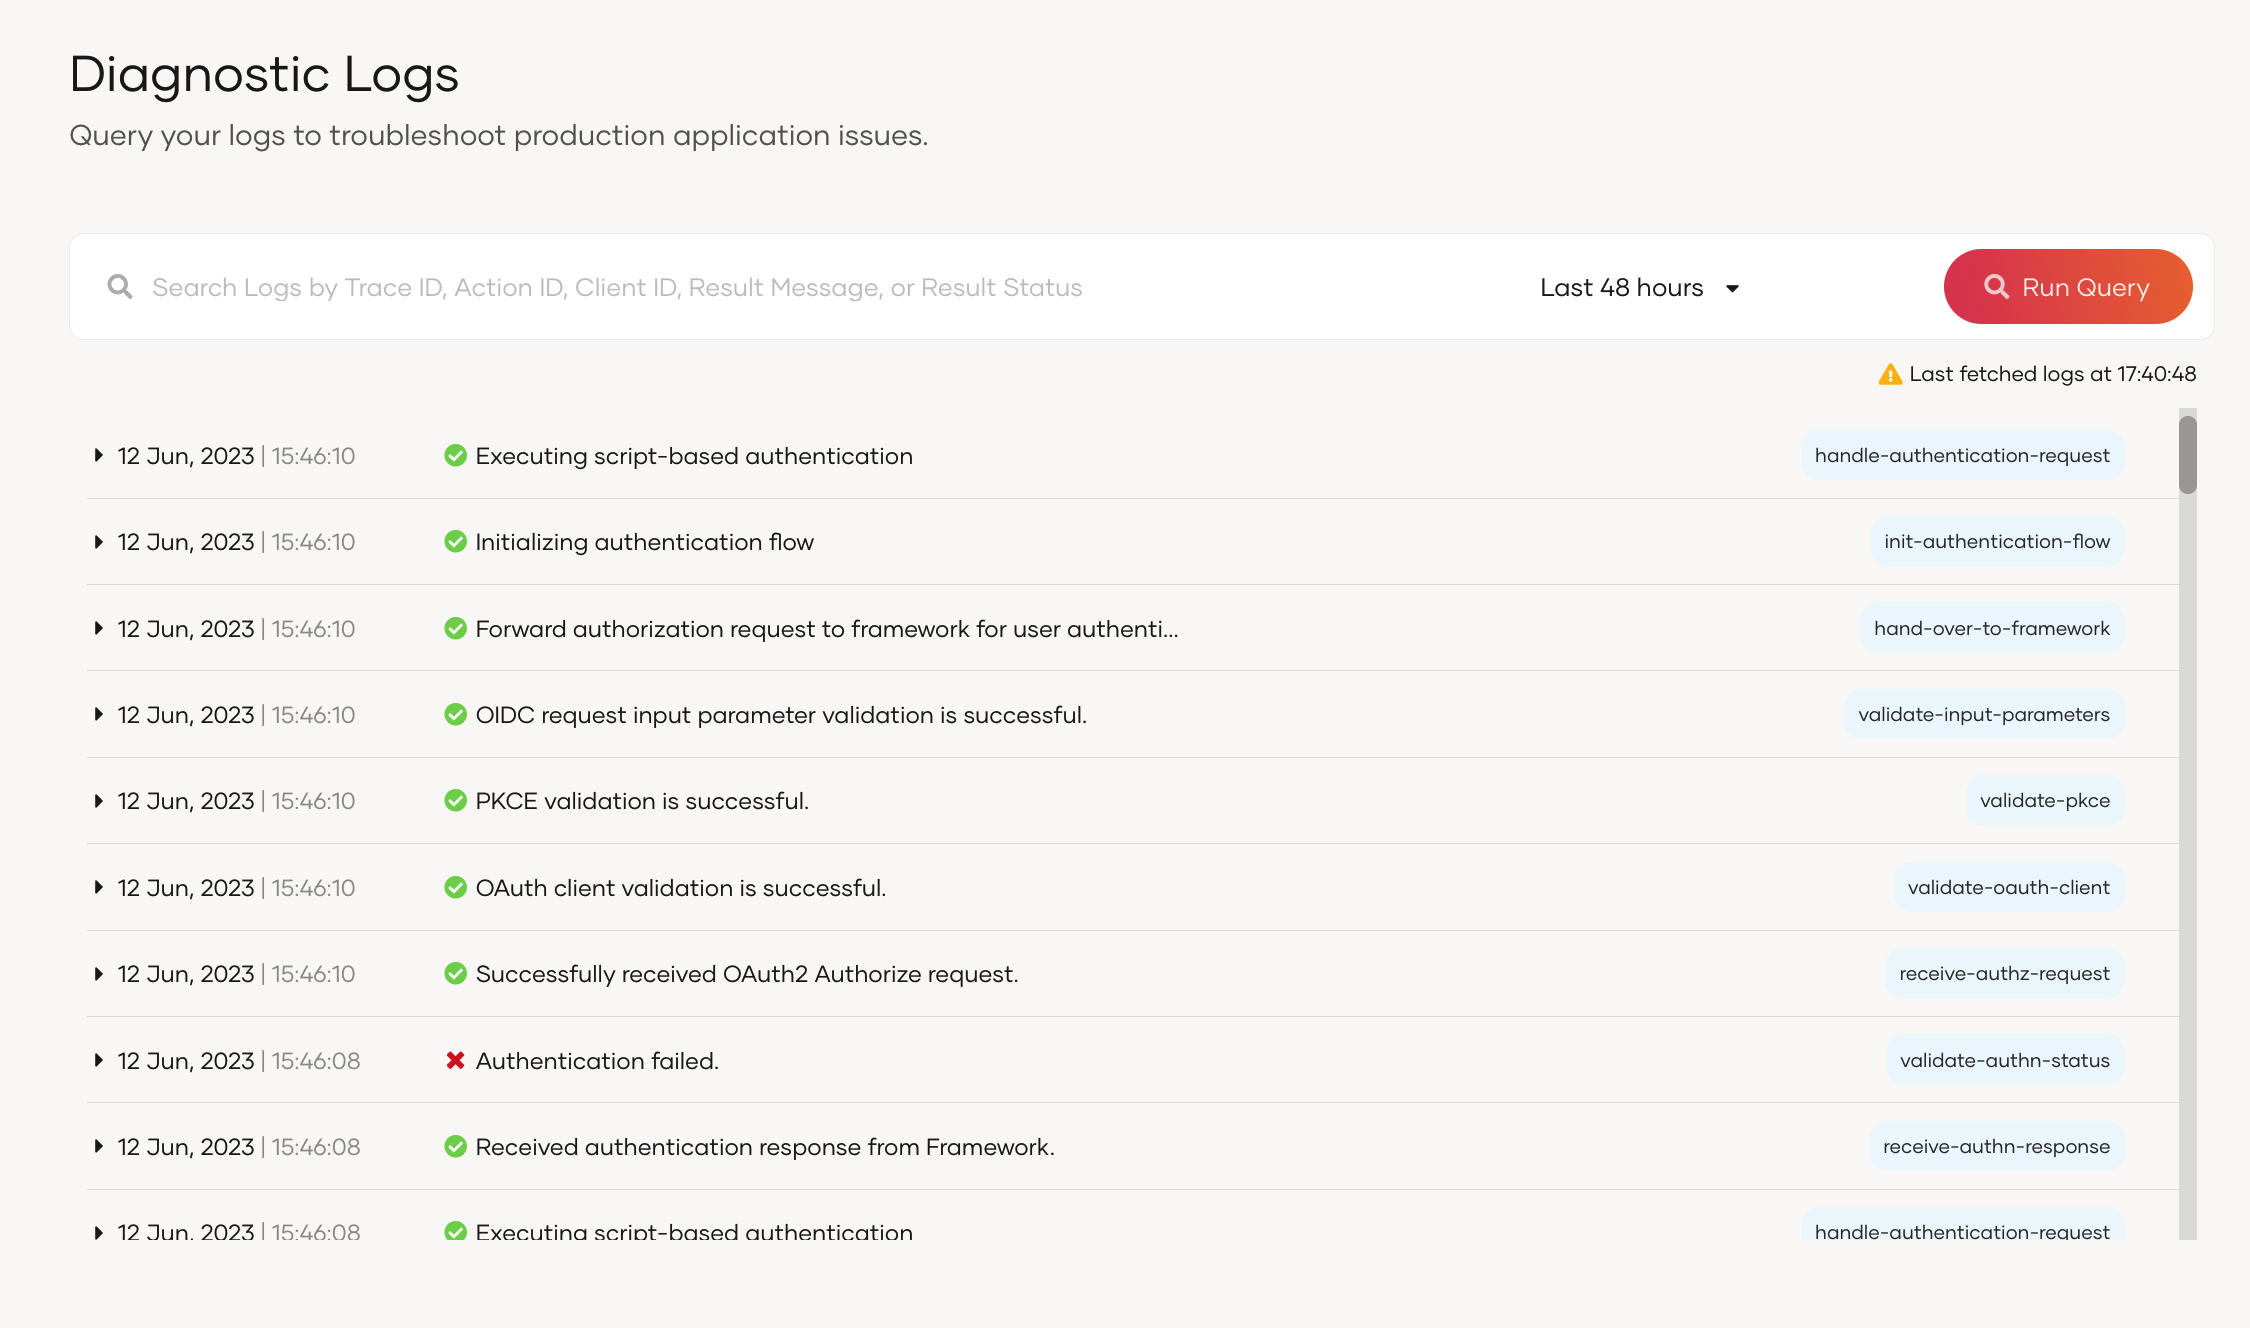 Diagnostic Logs
Query your logs to troubleshoot production application issues.
Search Logs by Trace ID, Action ID, Client ID, Result Message, or Result Status
Last 48 hours
Run Query
Last fetched logs at 17:40:48
12 Jun, 2023 | 15:46:10 Executing script-based authentication handle-authentication-request
12 Jun, 2023 | 15:46:10 Initializing authentication flow init-authentication-flow
12 Jun, 2023 | 15:46:10 Forward authorization request to framework for user authenti... hand-over-to-framework
12 Jun, 2023 | 15:46:10 OIDC request input parameter validation is successful. validate-input-parameters
12 Jun, 2023 | 15:46:10 PKCE validation is successful. validate-pkce
12 Jun, 2023 | 15:46:10 OAuth client validation is successful. validate-oauth-client
12 Jun, 2023 | 15:46:10 Successfully received OAuth2 Authorize request. receive-authz-request
12 Jun, 2023 | 15:46:08 Authentication failed. validate-authn-status
12 Jun, 2023 | 15:46:08 Received authentication response from Framework. receive-authn-response
12 Jun, 2023 | 15:46:08 Executing script-based authentication handle-authentication-request